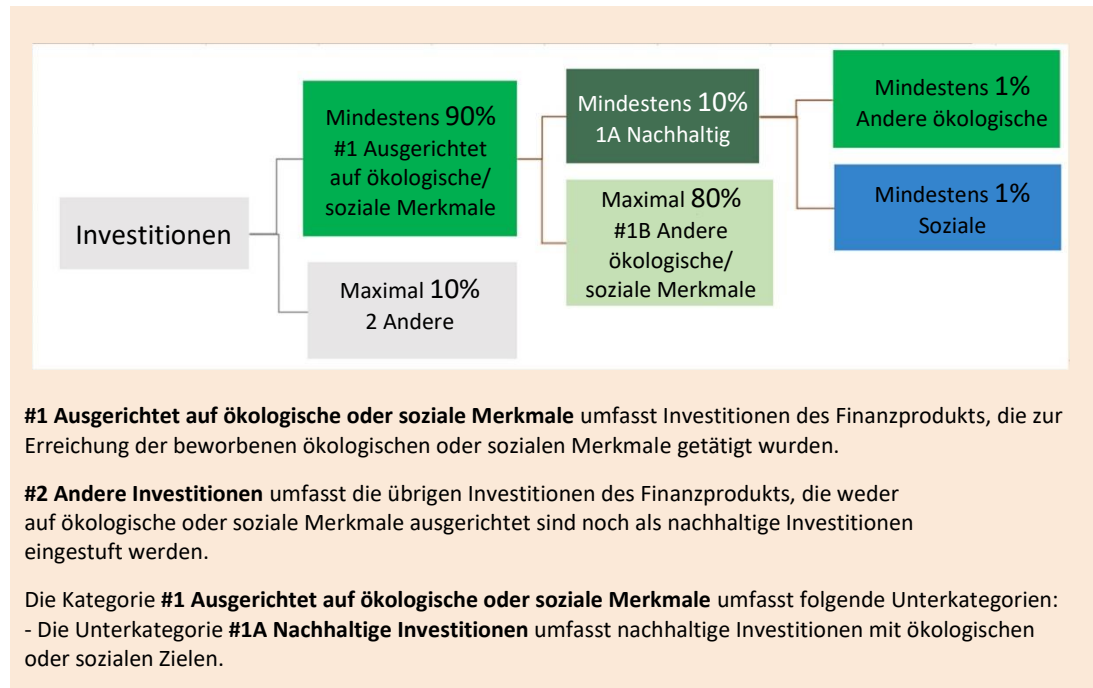 Investitionen
Mindestens 90%
#1 Ausgerichtet
auf ökologische/
soziale Merkmale
Maximal 10%
2 Andere
Mindestens 10%
1A Nachhaltig
Maximal 80%
#1B Andere
ökologische/
soziale Merkmale
Mindestens 1%
Andere ökologische
Mindestens 1%
Soziale
#1 Ausgerichtet auf ökologische oder soziale Merkmale umfasst Investitionen des Finanzprodukts, die zur
Erreichung der beworbenen ökologischen oder sozialen Merkmale getätigt wurden.
#2 Andere Investitionen umfasst die übrigen Investitionen des Finanzprodukts, die weder
auf ökologische oder soziale Merkmale ausgerichtet sind noch als nachhaltige Investitionen
eingestuft werden.
Die Kategorie #1 Ausgerichtet auf ökologische oder soziale Merkmale umfasst folgende Unterkategorien:
- Die Unterkategorie #1A Nachhaltige Investitionen umfasst nachhaltige Investitionen mit ökologischen
oder sozialen Zielen.